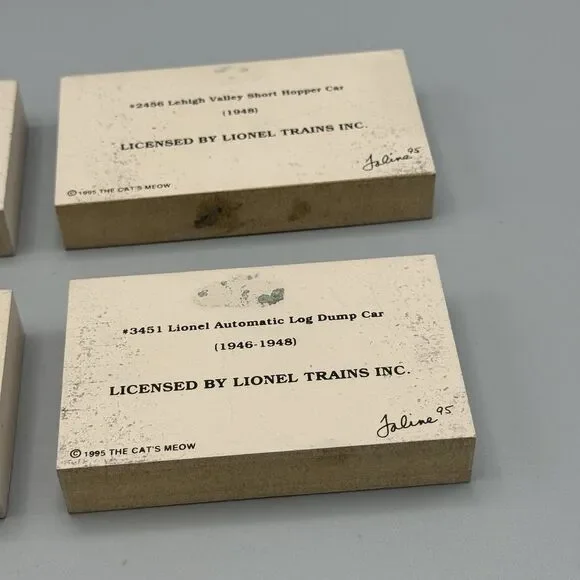 #2456 Lehigh Valley Short Hopper Car
(1948)
LICENSED BY LIONEL TRAINS INC.
Faline 95
© 1995 THE CAT'S MEOW
#3451 Lionel Automatic Log Dump Car
(1946-1948)
LICENSED BY LIONEL TRAINS INC.
Faline 95
© 1995 THE CAT'S MEOW